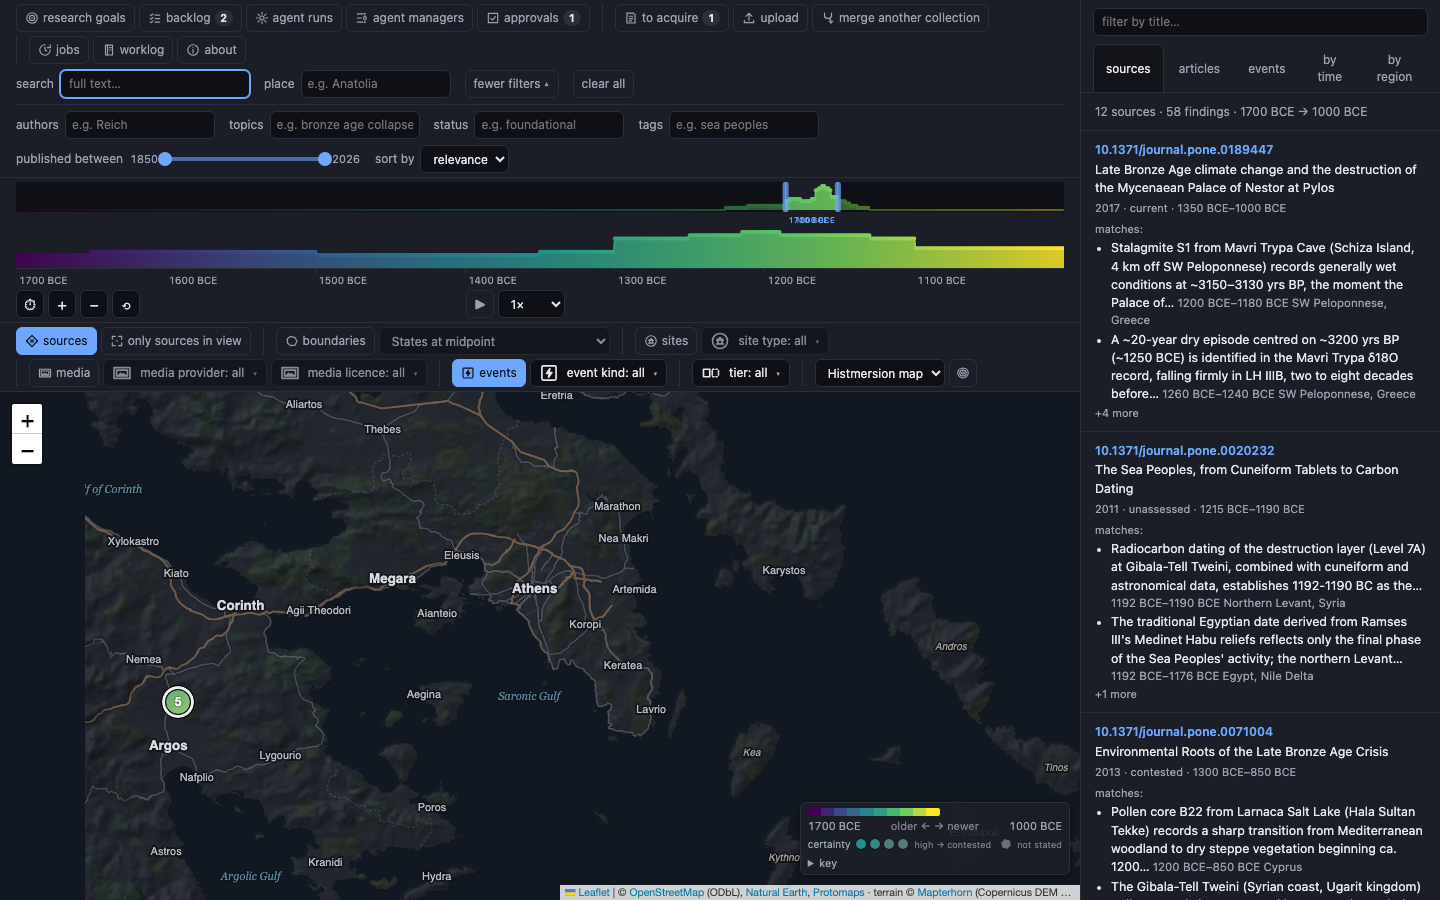 research goals
backlog 2
agent runs
agent managers
approvals 1
to acquire 1
upload
merge another collection
jobs
worklog
about
search full text...
place e.g. Anatolia
fewer filters
clear all
authors e.g. Reich
topics e.g. bronze age collapse
status e.g. foundational
tags e.g. sea peoples
published between 1850 2026
sort by relevance
1700 BCE 1600 BCE 1500 BCE 1400 BCE 1300 BCE 1200 BCE 1100 BCE
1x
sources
only sources in view
boundaries
States at midpoint
sites
site type: all
media
media provider: all
media licence: all
events
event kind: all
tier: all
Histmersion map
+
−
Aliartos
Eretria
Thebes
f of Corinth
Marathon
Xylokastro
Nea Makri
Eleusis
Kiato
Megara
Athens
Karystos
Artemida
Corinth
Agii Theodori
Aianteio
Koropi
Nemea
Andros
Keratea
Aegina
Saronic Gulf
5
Lavrio
Argos
Lygourio
Kea
Nafplio
Tinos
Poros
Astros
Kythno
Kranidi
Argolic Gulf
Hydra
1700 BCE older ← → newer 1000 BCE
certainty high → contested not stated
key
Leaflet | © OpenStreetMap (ODbL), Natural Earth, Protomaps · terrain © Mapterhorn (Copernicus DEM ...
filter by title...
sources
articles
events
by time
by region
12 sources · 58 findings · 1700 BCE → 1000 BCE
10.1371/journal.pone.0189447
Late Bronze Age climate change and the destruction of
the Mycenaean Palace of Nestor at Pylos
2017 · current · 1350 BCE–1000 BCE
matches:
• Stalagmite S1 from Mavri Trypa Cave (Schiza Island,
4 km off SW Peloponnese) records generally wet
conditions at ~3150–3130 yrs BP, the moment the
Palace of... 1200 BCE–1180 BCE SW Peloponnese,
Greece
• A ~20-year dry episode centred on ~3200 yrs BP
(~1250 BCE) is identified in the Mavri Trypa δ18O
record, falling firmly in LH IIIB, two to eight decades
before... 1260 BCE–1240 BCE SW Peloponnese, Greece
+4 more
10.1371/journal.pone.0020232
The Sea Peoples, from Cuneiform Tablets to Carbon
Dating
2011 · unassessed · 1215 BCE–1190 BCE
matches:
• Radiocarbon dating of the destruction layer (Level 7A)
at Gibala-Tell Tweini, combined with cuneiform and
astronomical data, establishes 1192-1190 BC as the...
1192 BCE–1190 BCE Northern Levant, Syria
• The traditional Egyptian date derived from Ramses
III's Medinet Habu reliefs reflects only the final phase
of the Sea Peoples' activity; the northern Levant...
1192 BCE–1176 BCE Egypt, Nile Delta
+1 more
10.1371/journal.pone.0071004
Environmental Roots of the Late Bronze Age Crisis
2013 · contested · 1300 BCE–850 BCE
matches:
• Pollen core B22 from Larnaca Salt Lake (Hala Sultan
Tekke) records a sharp transition from Mediterranean
woodland to dry steppe vegetation beginning ca.
1200... 1200 BCE–850 BCE Cyprus
• The Gibala-Tell Tweini (Syrian coast, Ugarit kingdom)